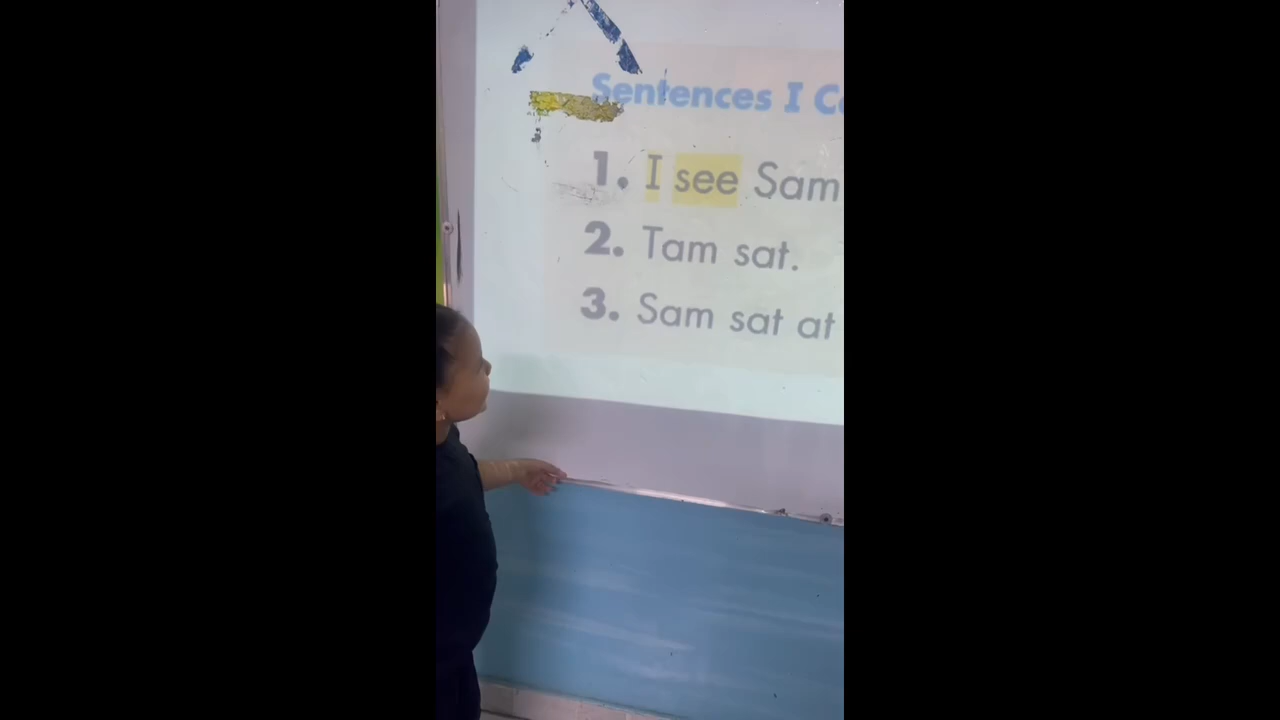 Sentences I
1. I see Sam
2. Tam sat.
3. Sam sat at